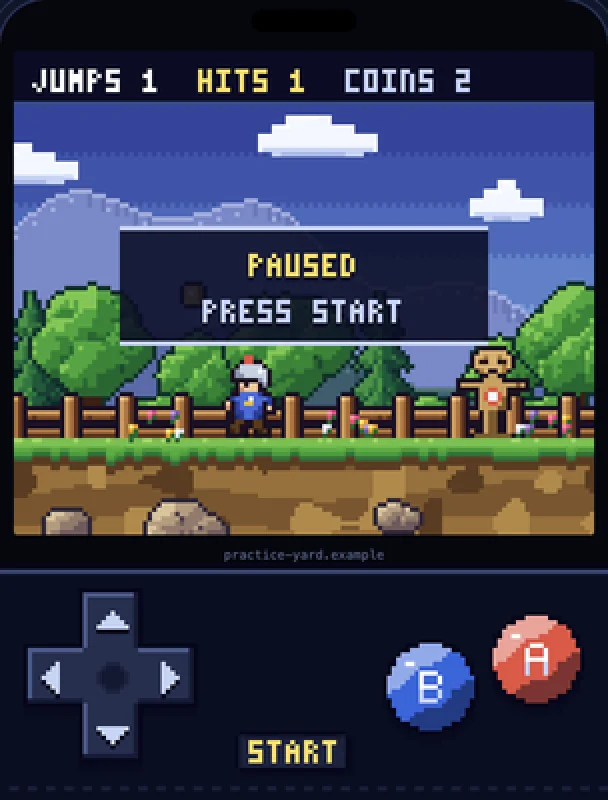 JUMPS 1 HITS 1 COINS 2
PAUSED
PRESS START
practice-yard.example
A
B
START